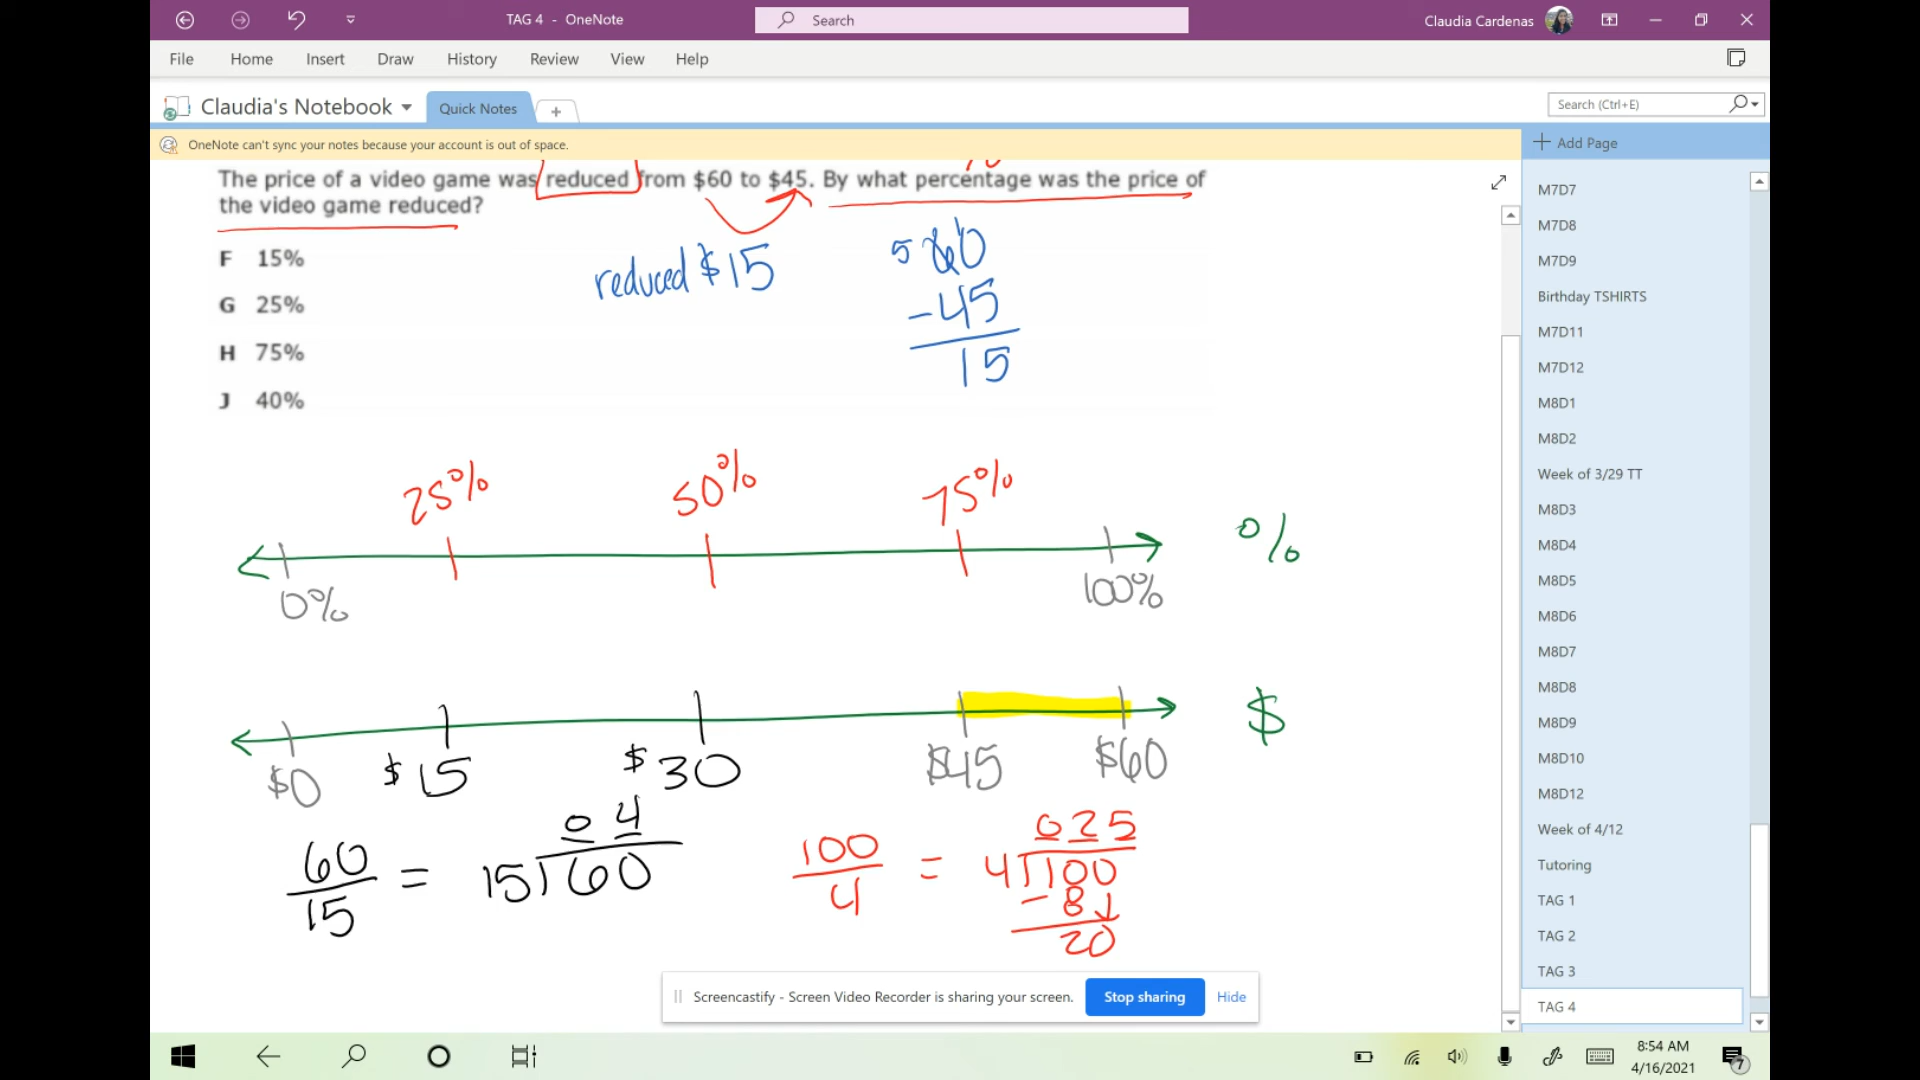 TAG 4 - OneNote
Search
Claudia Cardenas
File Home Insert Draw History Review View Help
Claudia's Notebook
Quick Notes
+
Search (Ctrl+E)
OneNote can't sync your notes because your account is out of space.
Add Page
The price of a video game was reduced from $60 to $45. By what percentage was the price of
the video game reduced?
F 15%
G 25%
H 75%
J 40%
reduced $15
5 60
-45
15
25% 50% 75%
0% 100%
%
$0 $15 $30 $45 $60
$
60/15 = 15)60
04
100/4 = 4)100
025
-8
20
M7D7
M7D8
M7D9
Birthday TSHIRTS
M7D11
M7D12
M8D1
M8D2
Week of 3/29 TT
M8D3
M8D4
M8D5
M8D6
M8D7
M8D8
M8D9
M8D10
M8D12
Week of 4/12
Tutoring
TAG 1
TAG 2
TAG 3
TAG 4
Screencastify - Screen Video Recorder is sharing your screen.
Stop sharing
Hide
8:54 AM
4/16/2021
7